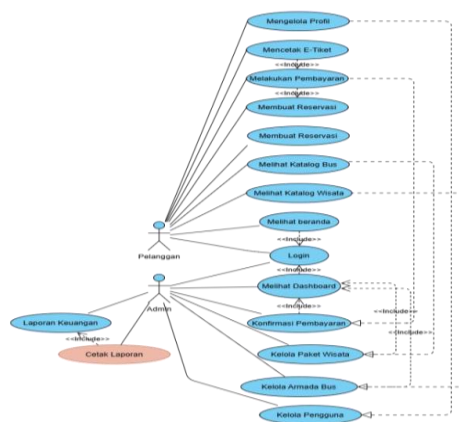 Mengelola Profil
Mencetak E-Tiket
<<Include>>
Melakukan Pembayaran
<<Include>>
Membuat Reservasi
Membuat Reservasi
Melihat Katalog Bus
Melihat Katalog Wisata
Melihat beranda
Pelanggan
<<Include>>
Login
<<Include>>
Melihat Dashboard
Admin
<<Include>>
<<Include>>
Laporan Keuangan
Konfirmasi Pembayaran
<<Include>>
<<Include>>
Cetak Laporan
Kelola Paket Wisata
Kelola Armada Bus
Kelola Pengguna